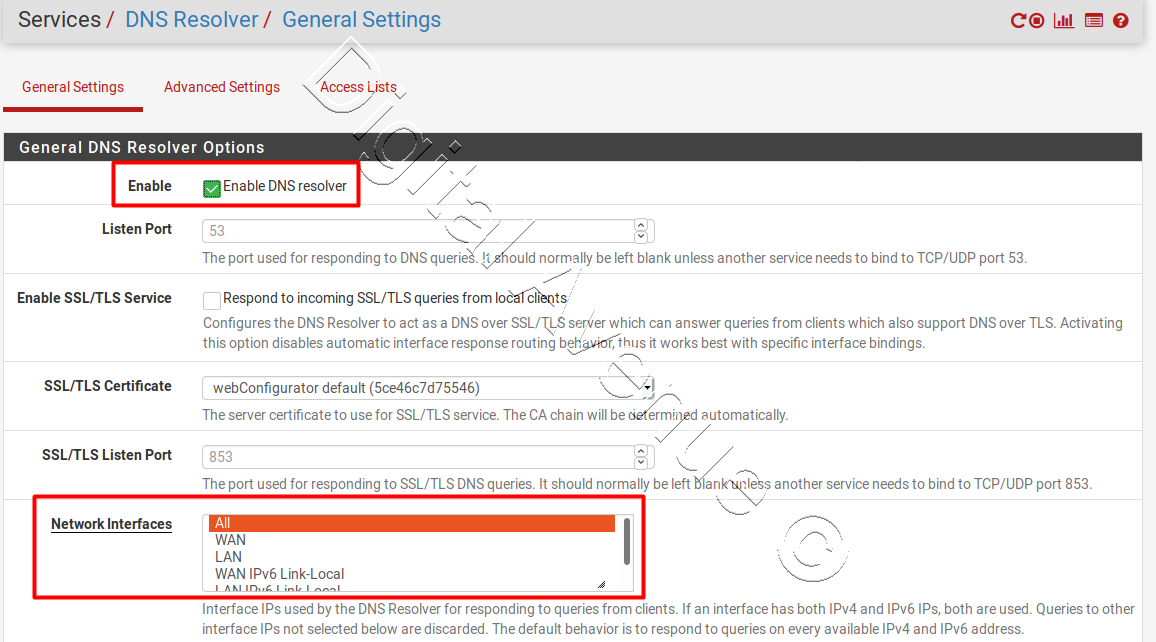 Services / DNS Resolver / General Settings
General Settings Advanced Settings Access Lists
General DNS Resolver Options
Enable Enable DNS resolver
Listen Port 53
The port used for responding to DNS queries. It should normally be left blank unless another service needs to bind to TCP/UDP port 53.
Enable SSL/TLS Service Respond to incoming SSL/TLS queries from local clients
Configures the DNS Resolver to act as a DNS over SSL/TLS server which can answer queries from clients which also support DNS over TLS. Activating
this option disables automatic interface response routing behavior, thus it works best with specific interface bindings.
SSL/TLS Certificate webConfigurator default (5ce46c7d75546)
The server certificate to use for SSL/TLS service. The CA chain will be determined automatically.
SSL/TLS Listen Port 853
The port used for responding to SSL/TLS DNS queries. It should normally be left blank unless another service needs to bind to TCP/UDP port 853.
Network Interfaces All
WAN
LAN
WAN IPv6 Link-Local
LAN IPv6 Link-Local
Interface IPs used by the DNS Resolver for responding to queries from clients. If an interface has both IPv4 and IPv6 IPs, both are used. Queries to other
interface IPs not selected below are discarded. The default behavior is to respond to queries on every available IPv4 and IPv6 address.